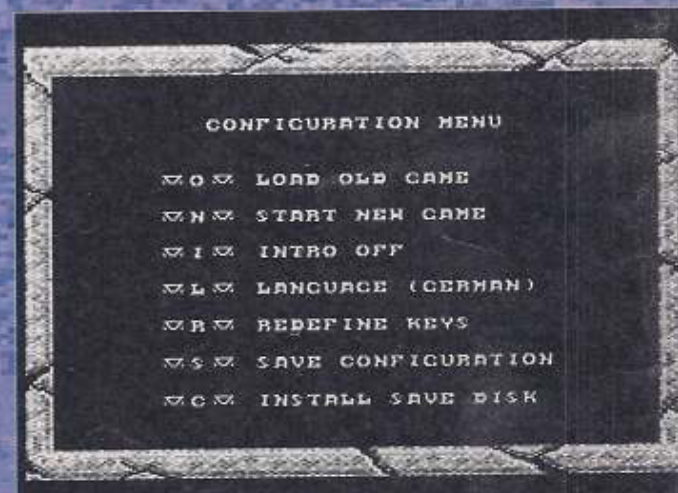 CONFIGURATION MENU
O LOAD OLD GAME
N START NEW GAME
I INTRO OFF
L LANGUAGE (GERMAN)
R REDEFINE KEYS
S SAVE CONFIGURATION
C INSTALL SAVE DISK